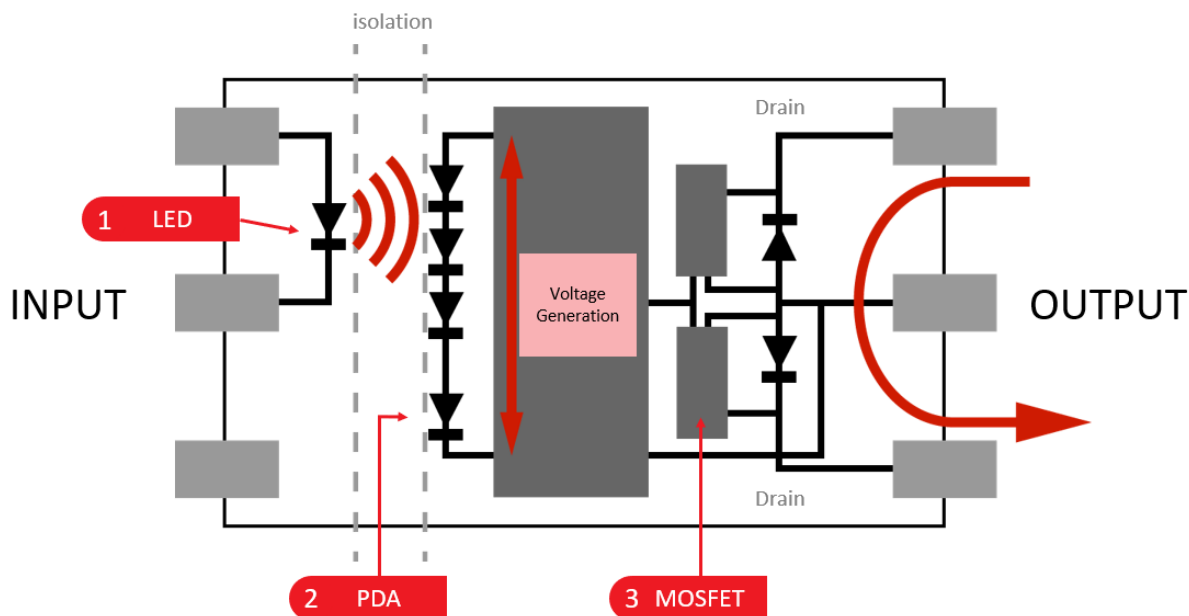 isolation
Drain
1 LED
INPUT
Voltage
Generation
OUTPUT
Drain
2 PDA
3 MOSFET